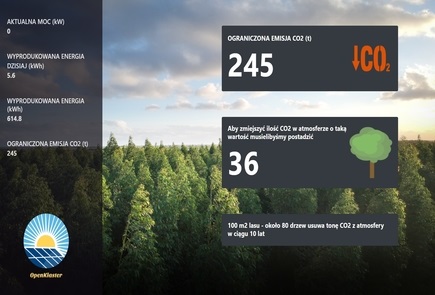 AKTUALNA MOC (kW)
0
WYPRODUKOWANA ENERGIA
DZISIAJ (kWh)
5.6
WYPRODUKOWANA ENERGIA
(kWh)
614.8
OGRANICZONA EMISJA CO2 (t)
245
OpenKlaster
OGRANICZONA EMISJA CO2 (t)
245
CO2
Aby zmiejszyć ilość CO2 w atmosferze o taką
wartość musielibyśmy postadzić
36
100 m2 lasu - około 80 drzew usuwa tonę CO2 z atmosfery
w ciągu 10 lat